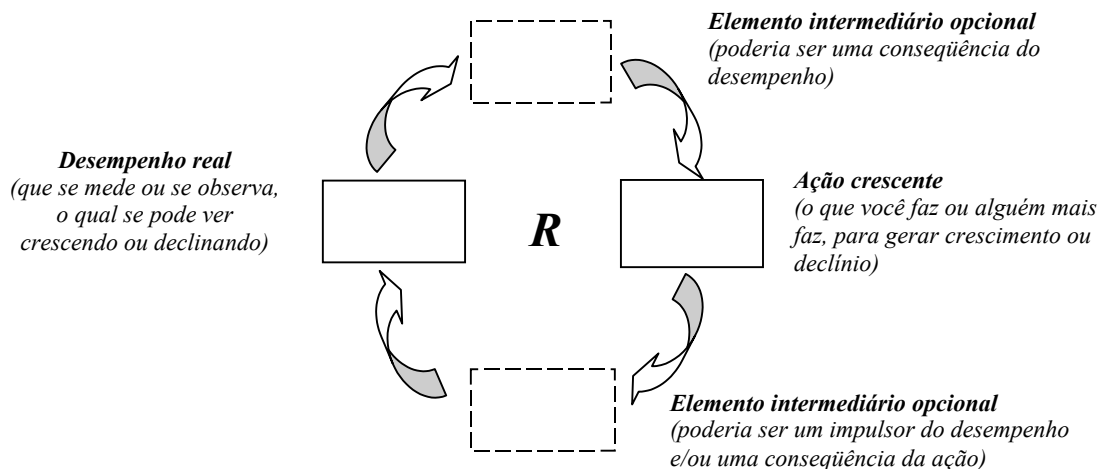 Elemento intermediário opcional
(poderia ser uma conseqüência do
desempenho)
Desempenho real
(que se mede ou se observa,
o qual se pode ver
crescendo ou declinando)
R
Ação crescente
(o que você faz ou alguém mais
faz, para gerar crescimento ou
declínio)
Elemento intermediário opcional
(poderia ser um impulsor do desempenho
e/ou uma conseqüência da ação)